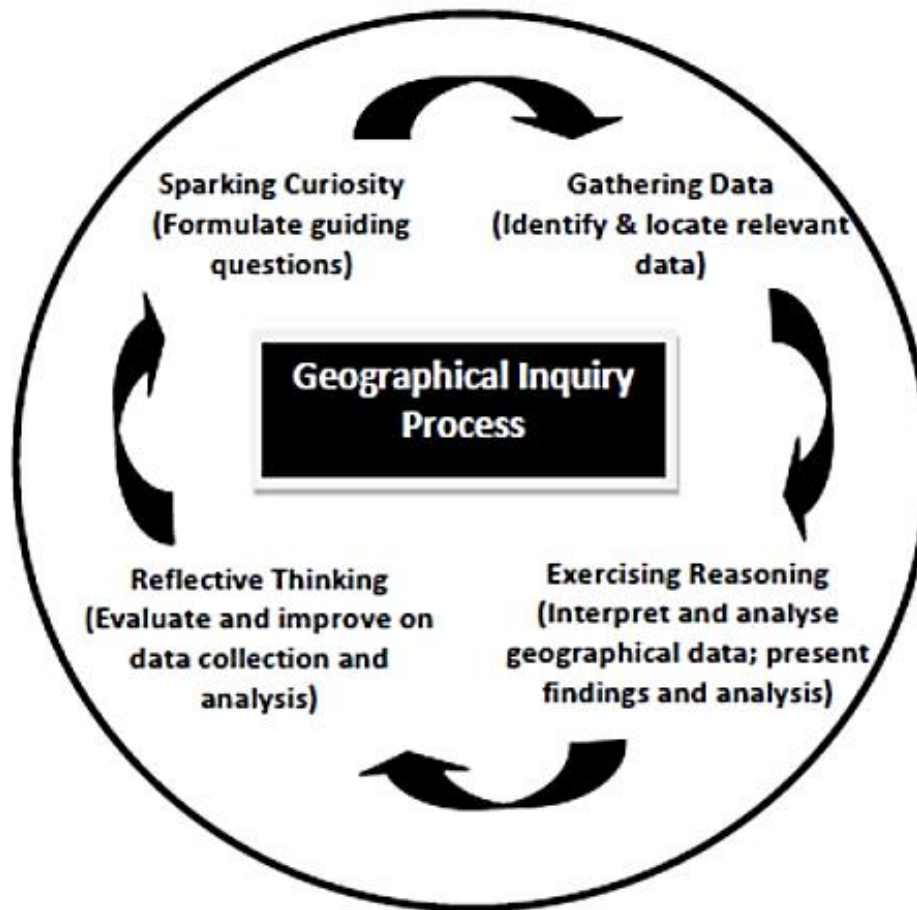 Sparking Curiosity
(Formulate guiding
questions)
Gathering Data
(Identify & locate relevant
data)
Geographical Inquiry
Process
Reflective Thinking
(Evaluate and improve on
data collection and
analysis)
Exercising Reasoning
(Interpret and analyse
geographical data; present
findings and analysis)